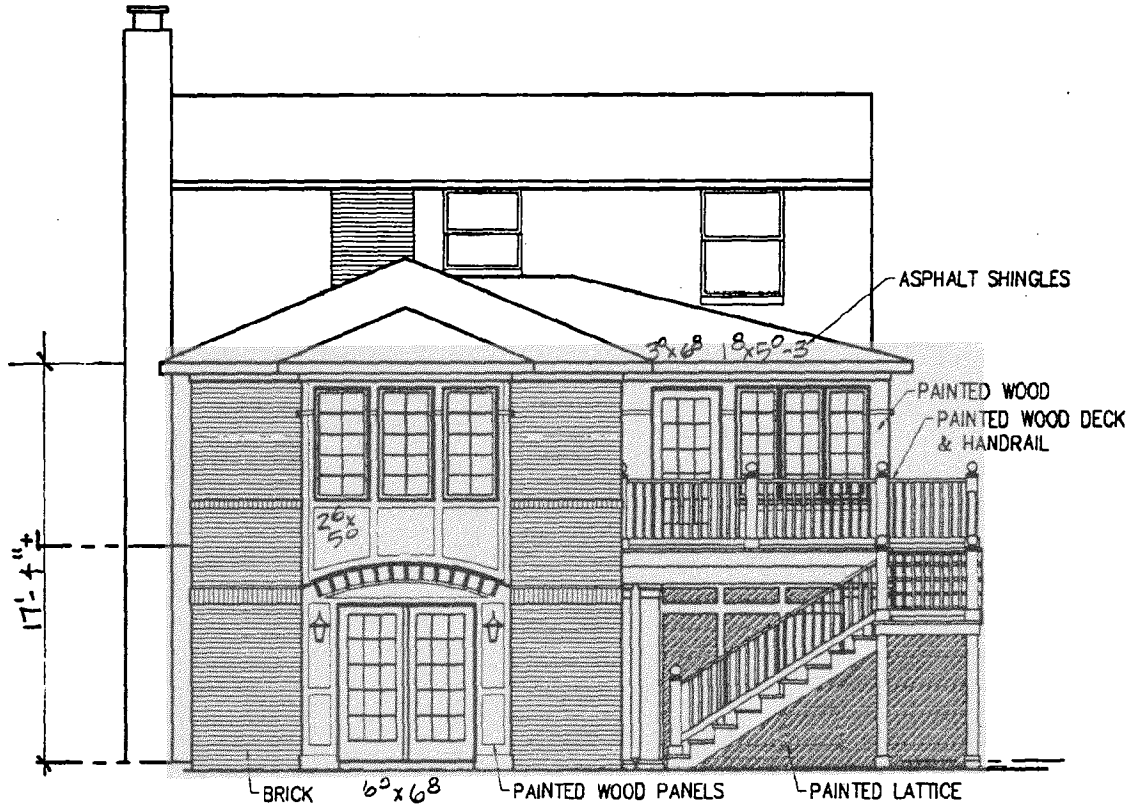 ASPHALT SHINGLES
3⁰x6⁸ 1⁸x5⁰-3
PAINTED WOOD
PAINTED WOOD DECK
& HANDRAIL
2⁶x
5⁰
17'-4"+
BRICK
6⁰x6⁸
PAINTED WOOD PANELS
PAINTED LATTICE